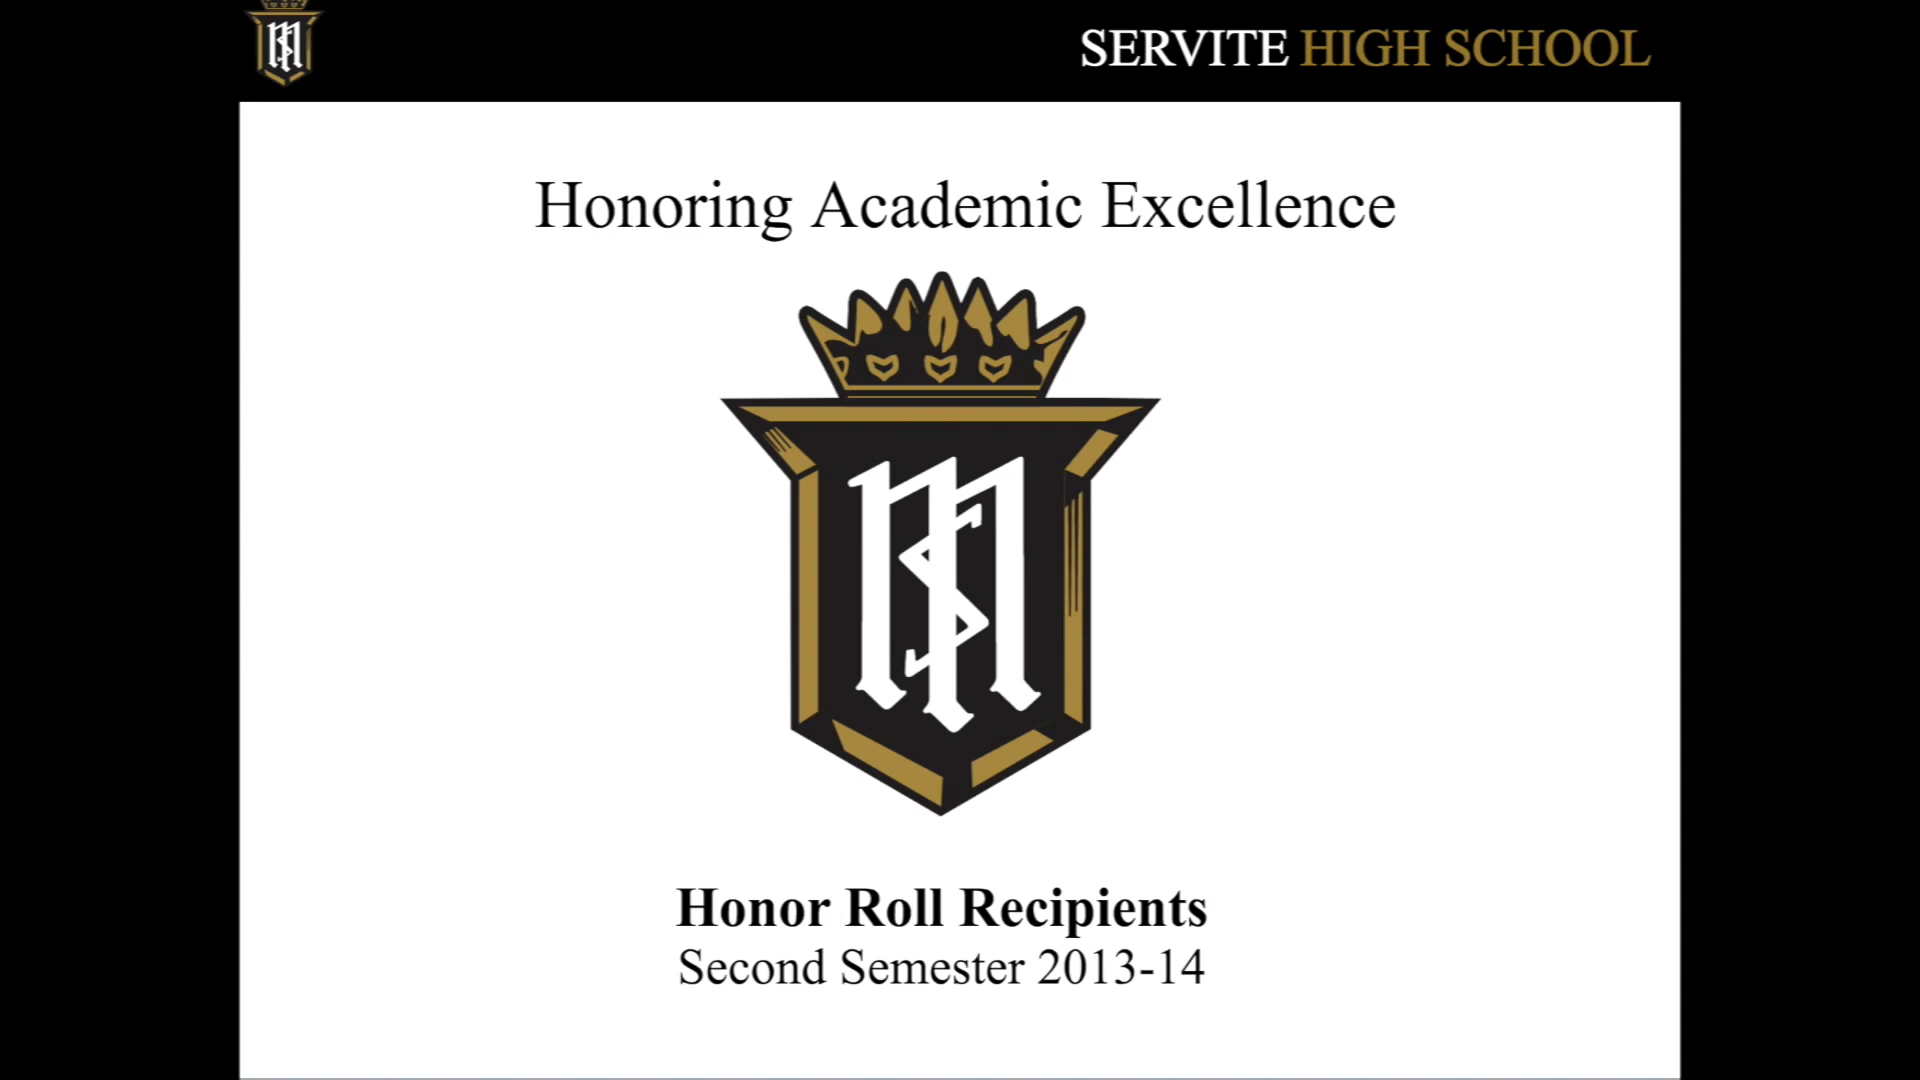 SERVITE HIGH SCHOOL
Honoring Academic Excellence
Honor Roll Recipients
Second Semester 2013-14